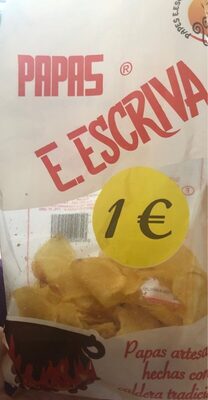 PAPAS ®
E. ESCRIVA
1 €
Papas artesa
hechas con
caldera tradici